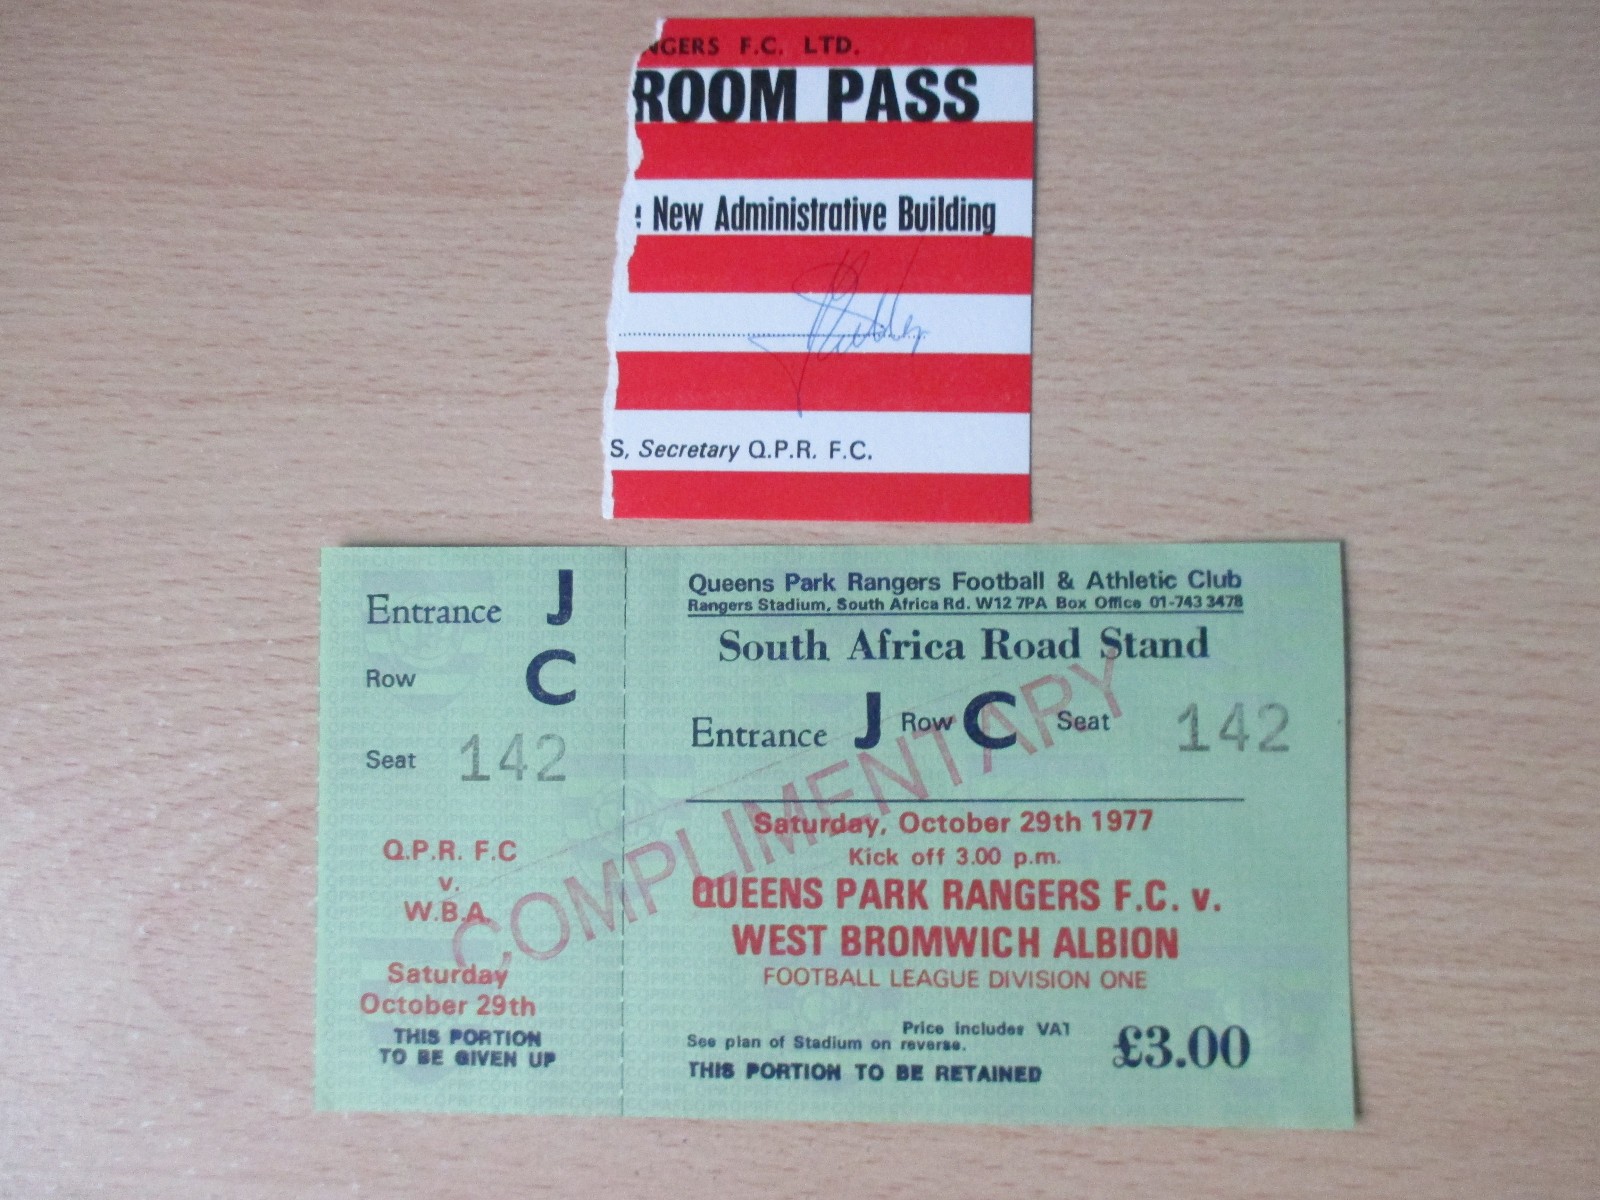 NGERS F.C. LTD.
ROOM PASS
New Administrative Building
S, Secretary Q.P.R. F.C.
Entrance J
Row C
Seat 142
Q.P.R. F.C
v.
W.B.A.
Saturday
October 29th
THIS PORTION
TO BE GIVEN UP
Queens Park Rangers Football & Athletic Club
Rangers Stadium, South Africa Rd. W12 7PA Box Office 01-743 3478
South Africa Road Stand
Entrance J Row C Seat 142
COMPLIMENTARY
Saturday, October 29th 1977
Kick off 3.00 p.m.
QUEENS PARK RANGERS F.C. v.
WEST BROMWICH ALBION
FOOTBALL LEAGUE DIVISION ONE
Price includes VAT
See plan of Stadium on reverse.
£3.00
THIS PORTION TO BE RETAINED